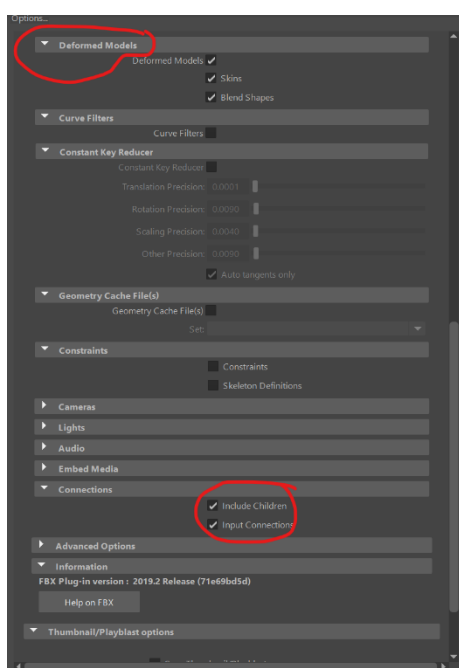 Options...
Deformed Models
Deformed Models
Skins
Blend Shapes
Curve Filters
Curve Filters
Constant Key Reducer
Constant Key Reducer
Translation Precision: 0.0001
Rotation Precision: 0.0090
Scaling Precision: 0.0040
Other Precision: 0.0090
Auto tangents only
Geometry Cache File(s)
Geometry Cache File(s)
Set:
Constraints
Constraints
Skeleton Definitions
Cameras
Lights
Audio
Embed Media
Connections
Include Children
Input Connections
Advanced Options
Information
FBX Plug-in version : 2019.2 Release (71e69bd5d)
Help on FBX
Thumbnail/Playblast options